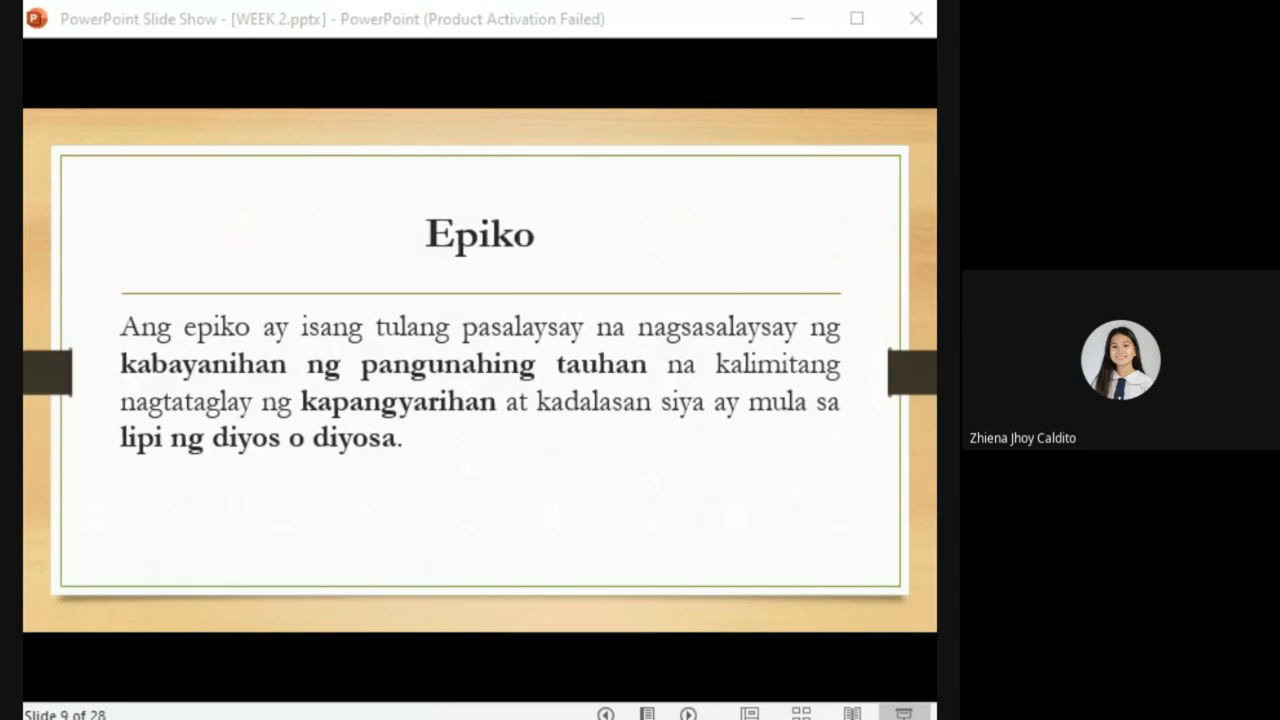 PowerPoint Slide Show - [WEEK 2.pptx] - PowerPoint (Product Activation Failed)
Epiko
Ang epiko ay isang tulang pasalaysay na nagsasalaysay ng
kabayanihan ng pangunahing tauhan na kalimitang
nagtataglay ng kapangyarihan at kadalasan siya ay mula sa
lipi ng diyos o diyosa.
Zhiena Jhoy Caldito
Slide 9 of 28